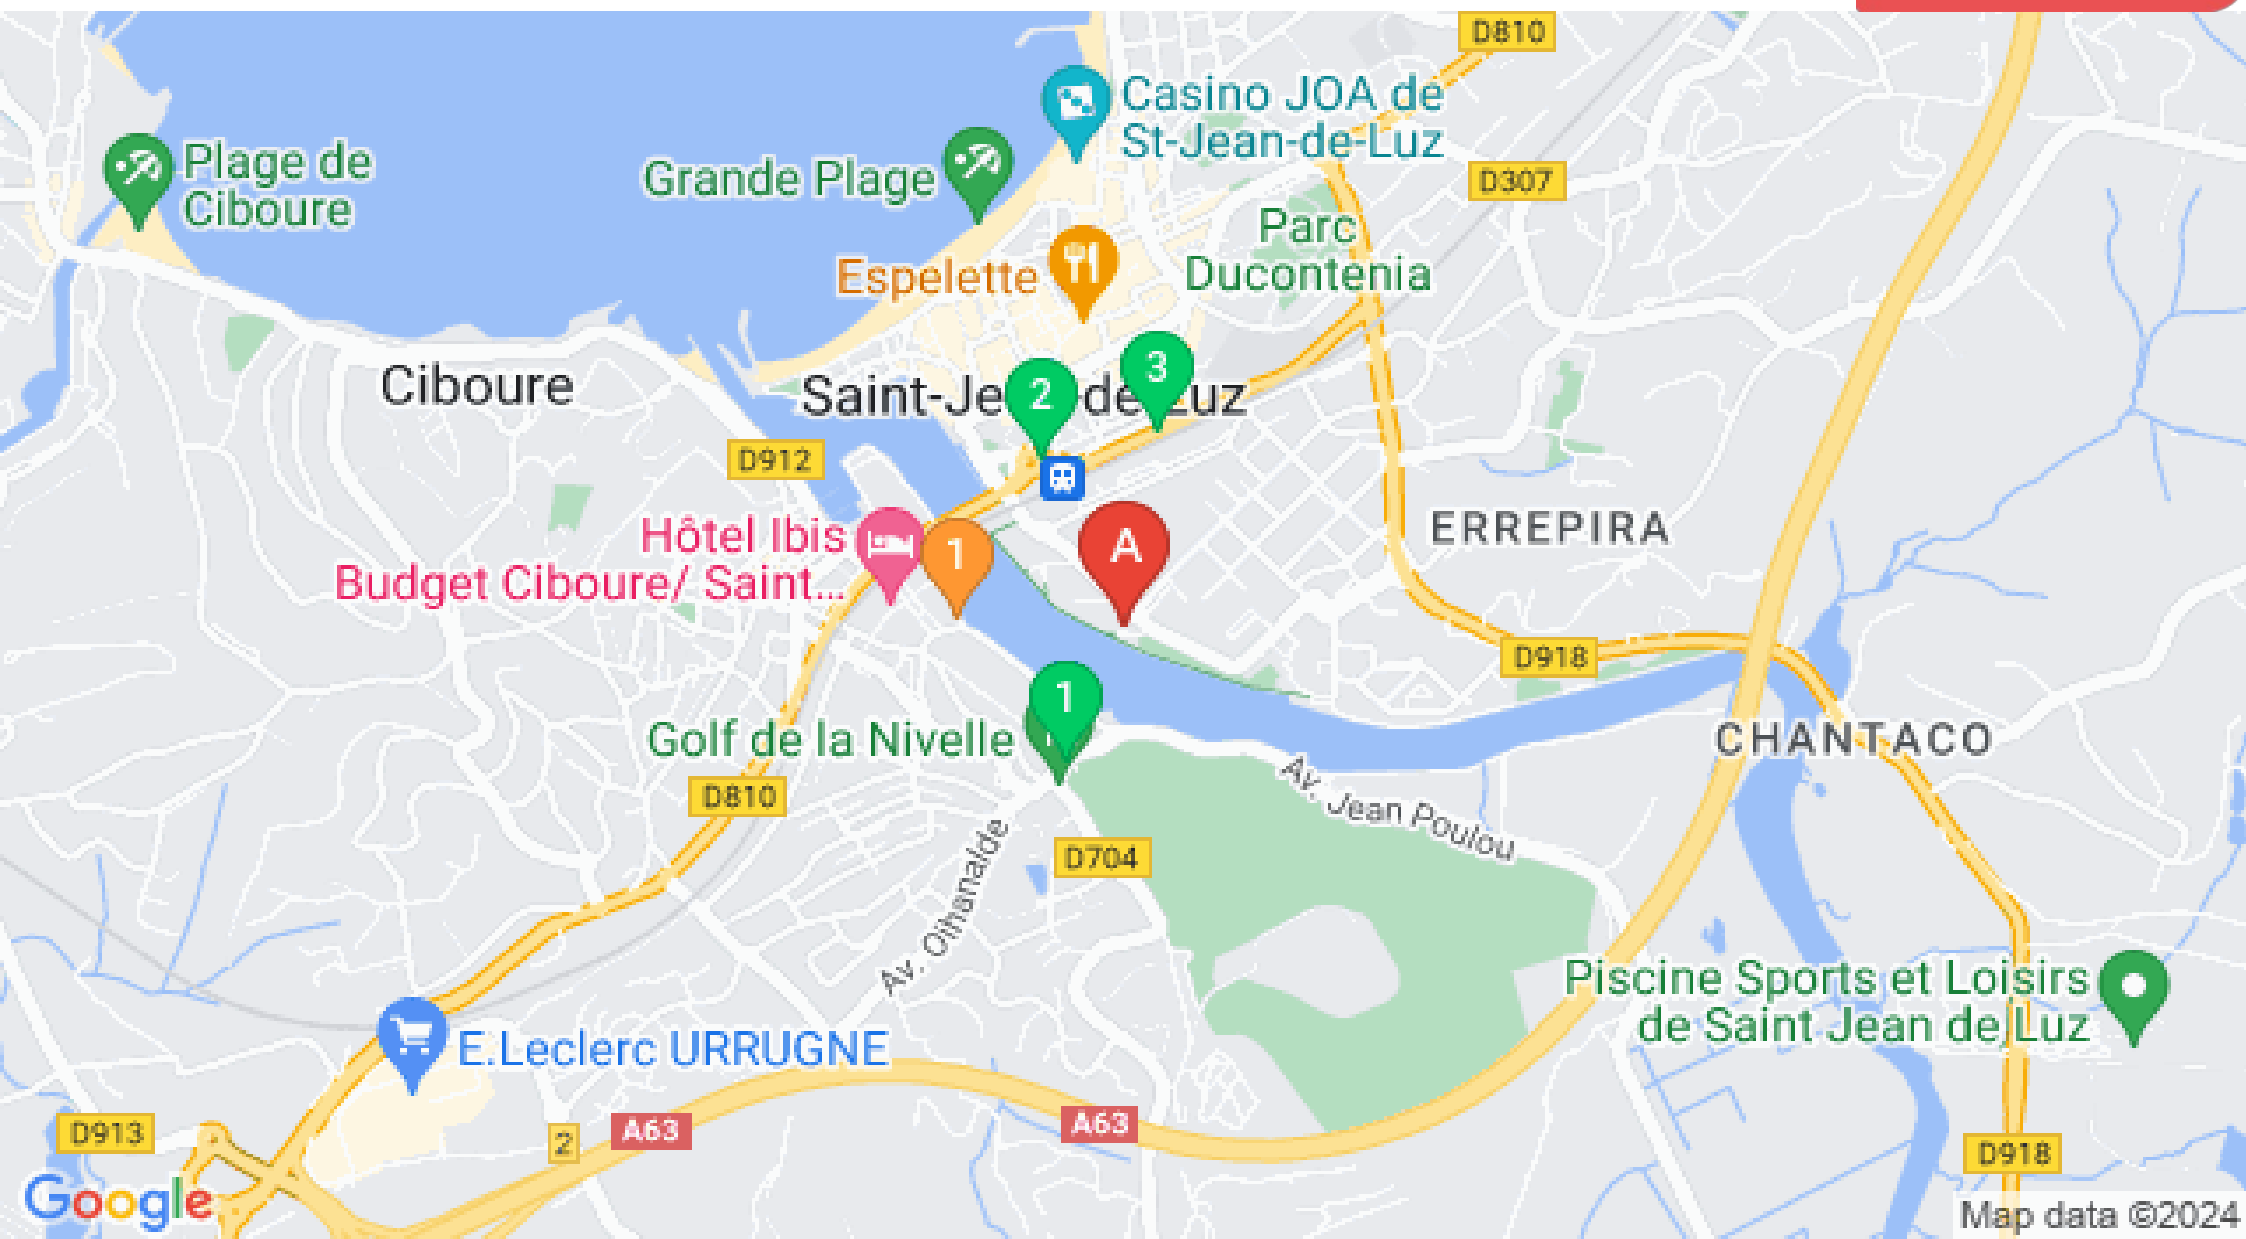 D810
Casino JOA de
St-Jean-de-Luz
Plage de
Ciboure
Grande Plage
D307
Parc
Ducontenia
Espelette
3
2
Ciboure
Saint-Je
de
uz
D912
Hôtel Ibis
Budget Ciboure/ Saint...
1
A
ERREPIRA
D918
1
Golf de la Nivelle
CHANTACO
D810
Av. Jean Poulou
D704
Av. Olhanalde
Piscine Sports et Loisirs
de Saint Jean de Luz
E.Leclerc URRUGNE
D913
2
A63
A63
D918
Google
Map data ©2024